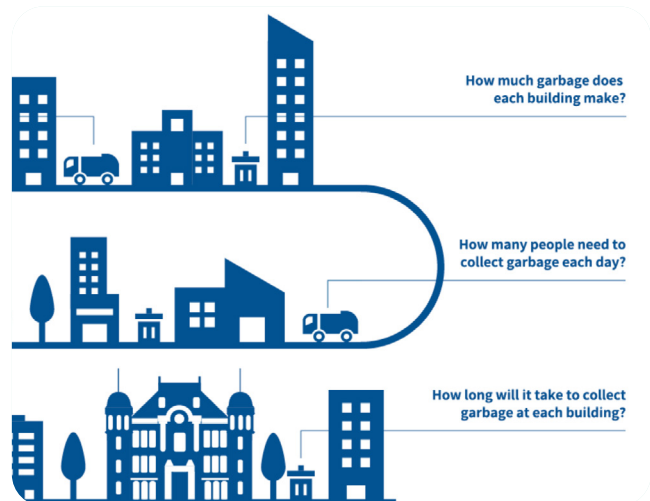 How much garbage does
each building make?
How many people need to
collect garbage each day?
How long will it take to collect
garbage at each building?